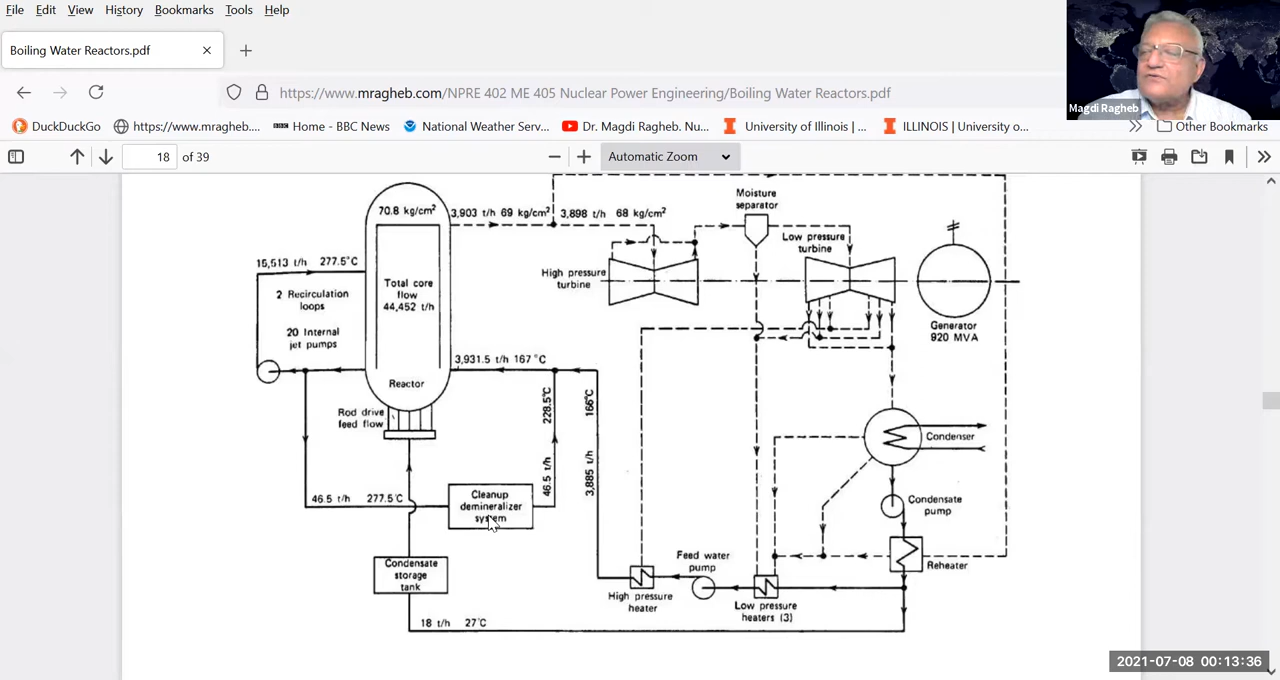 File Edit View History Bookmarks Tools Help
Boiling Water Reactors.pdf
https://www.mragheb.com/NPRE 402 ME 405 Nuclear Power Engineering/Boiling Water Reactors.pdf
DuckDuckGo https://www.mragheb... Home - BBC News National Weather Serv... Dr. Magdi Ragheb. Nu... University of Illinois |... ILLINOIS | University o... Other Bookmarks
18 of 39 Automatic Zoom
Magdi Ragheb
70.8 kg/cm²
3,903 t/h 69 kg/cm²
3,898 t/h 68 kg/cm²
Moisture
separator
Low pressure
turbine
High pressure
turbine
15,513 t/h 277.5°C
2 Recirculation
loops
20 Internal
jet pumps
Total core
flow
44,452 t/h
Generator
920 MVA
3,931.5 t/h 167 °C
Reactor
Rod drive
feed flow
46.5 t/h 228.5°C
3,885 t/h 166°C
Condenser
46.5 t/h 277.5°C
Cleanup
demineralizer
system
Condensate
pump
Condensate
storage
tank
Feed water
pump
Reheater
High pressure
heater
Low pressure
heaters (3)
18 t/h 27°C
2021-07-08 00:13:36